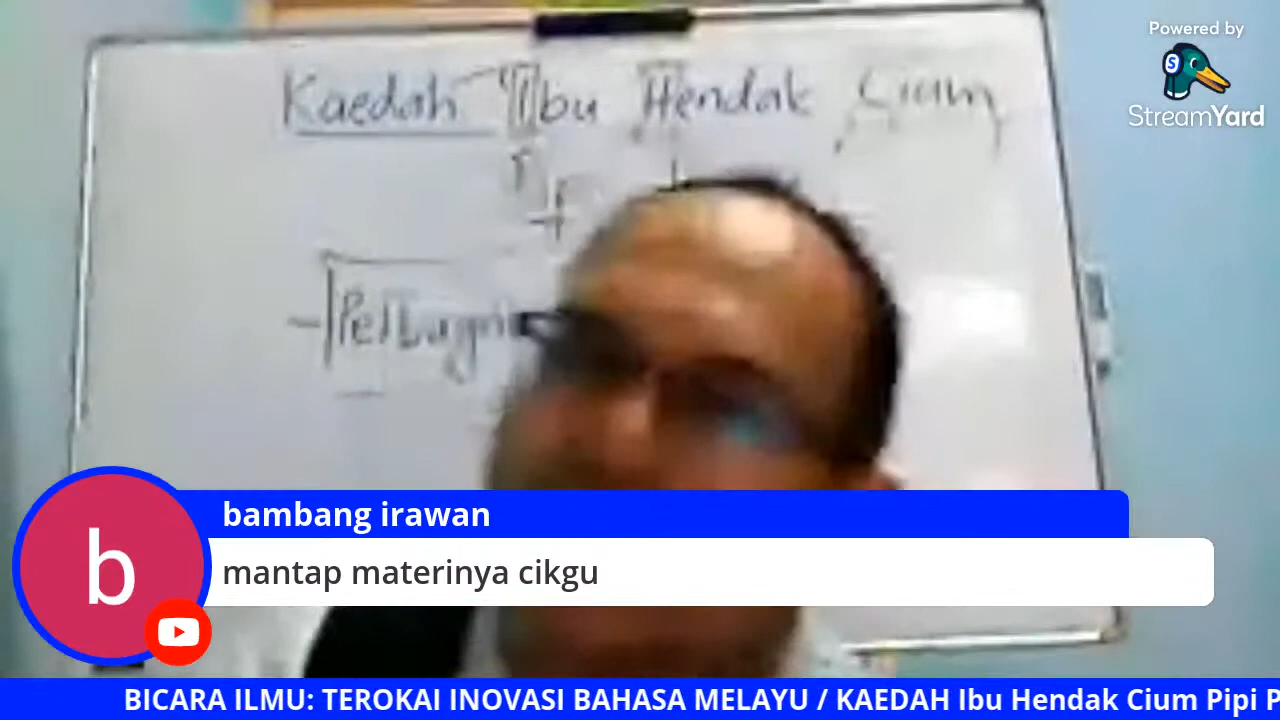 Powered by
StreamYard
Kaedah Ibu Hendak Cium
bambang irawan
mantap materinya cikgu
BICARA ILMU: TEROKAI INOVASI BAHASA MELAYU / KAEDAH Ibu Hendak Cium Pipi P